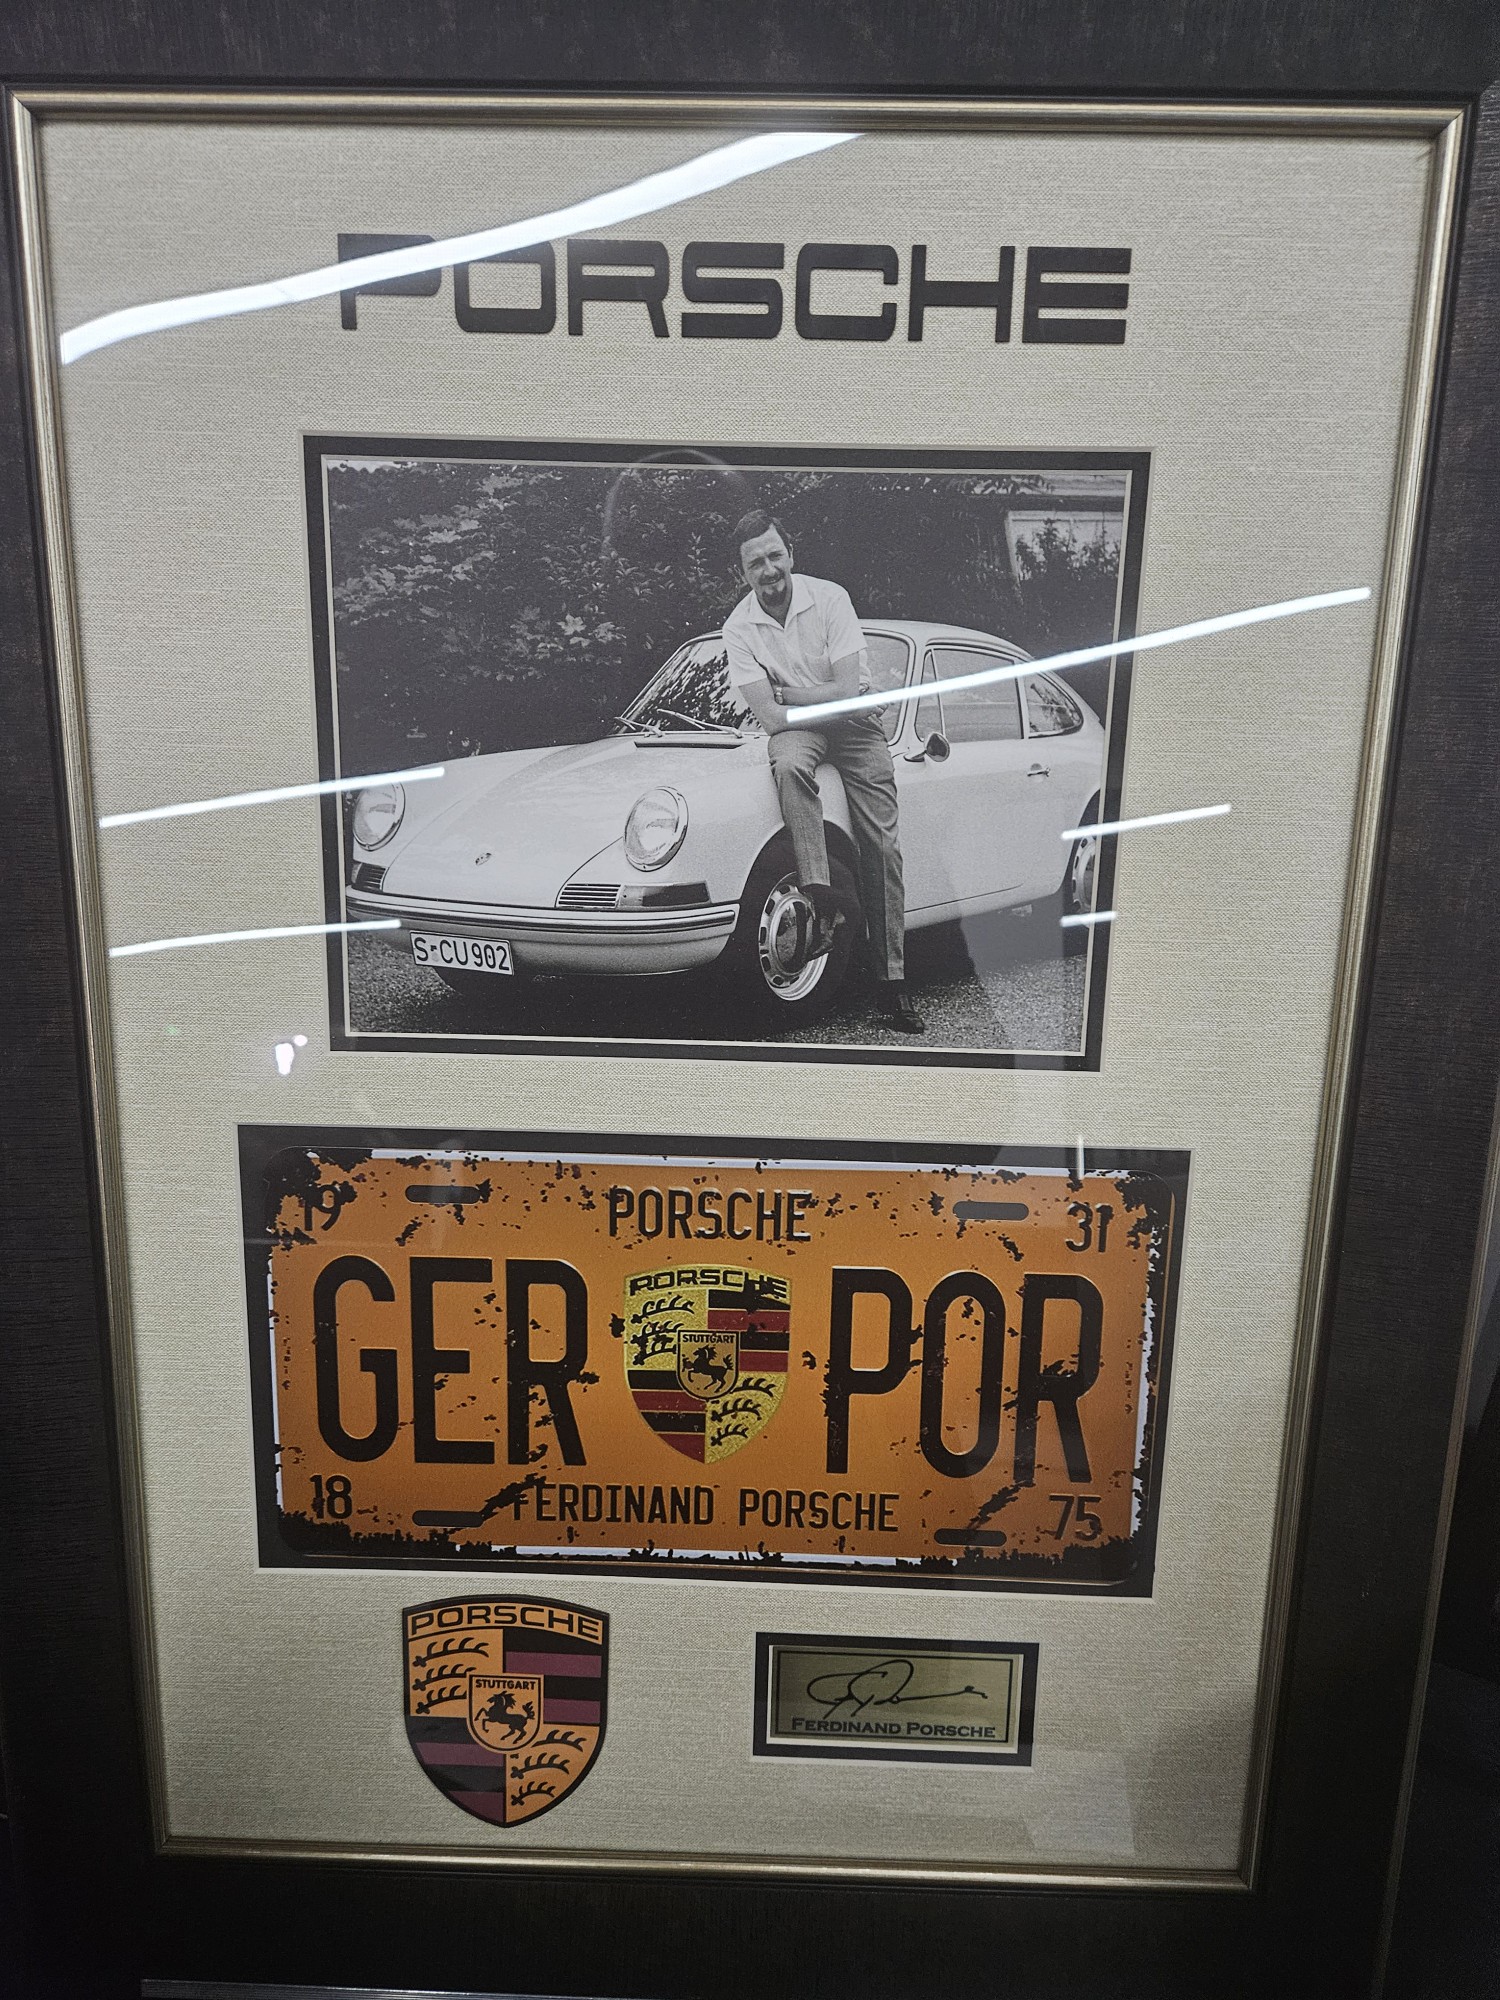 PORSCHE
S-CU 902
19 PORSCHE 31
GER PORSCHE STUTTGART POR
18 FERDINAND PORSCHE 75
PORSCHE
STUTTGART
FERDINAND PORSCHE